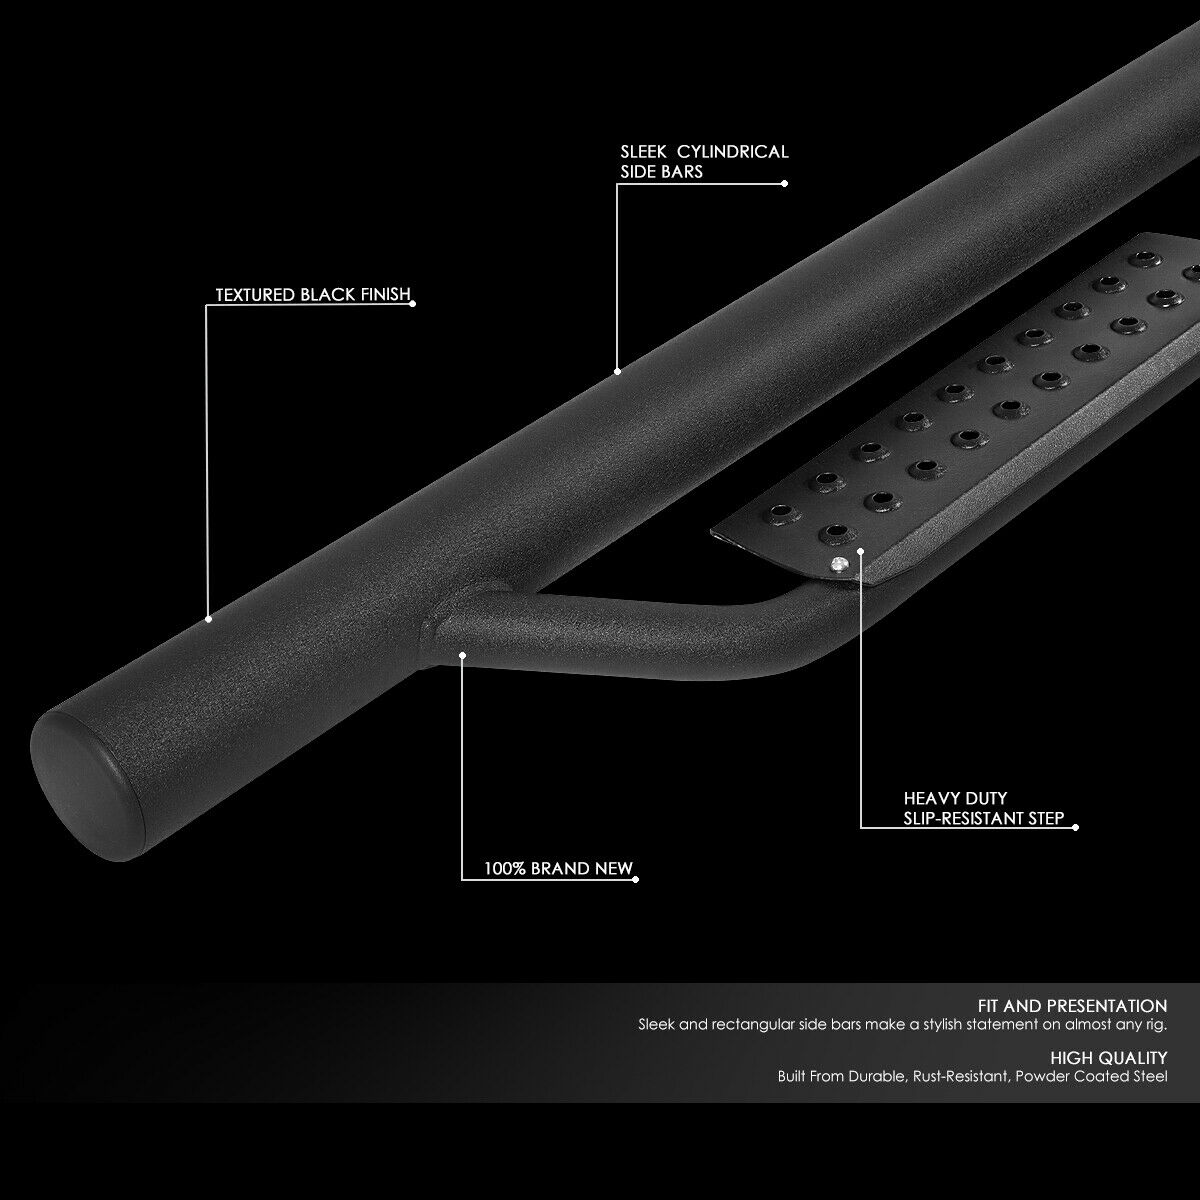 SLEEK CYLINDRICAL
SIDE BARS
TEXTURED BLACK FINISH
HEAVY DUTY
SLIP-RESISTANT STEP
100% BRAND NEW
FIT AND PRESENTATION
Sleek and rectangular side bars make a stylish statement on almost any rig.
HIGH QUALITY
Built From Durable, Rust-Resistant, Powder Coated Steel